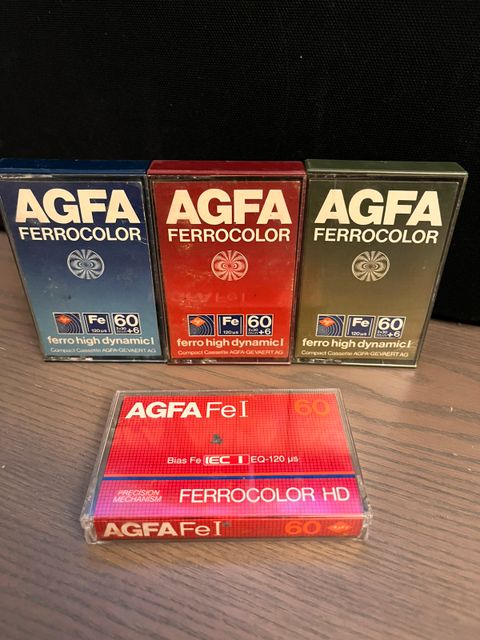 AGFA
FERROCOLOR
Fe
120 µs
60
2x30
+6
ferro high dynamic I
Compact Cassette AGFA-GEVAERT AG
AGFA
FERROCOLOR
Fe
120 µs
60
2x30
+6
ferro high dynamic I
Compact Cassette AGFA-GEVAERT AG
AGFA
FERROCOLOR
Fe
120 µs
60
2x30
+6
ferro high dynamic I
Compact Cassette AGFA-GEVAERT AG
AGFA Fe I 60
Bias Fe IEC I EQ-120 µs
PRECISION
MECHANISM
FERROCOLOR HD
AGFA Fe I 60